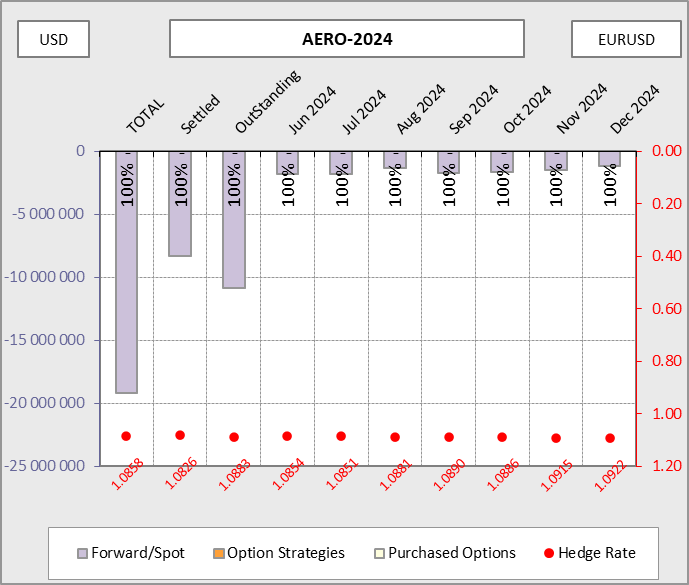 USD
AERO-2024
EURUSD
TOTAL
Settled
OutStanding
Jun 2024
Jul 2024
Aug 2024
Sep 2024
Oct 2024
Nov 2024
Dec 2024
0
-5 000 000
-10 000 000
-15 000 000
-20 000 000
-25 000 000
100% -
100% -
100% -
100% -
100% -
100% -
100% -
100% -
100% -
100% -
0.00
0.20
0.40
0.60
0.80
1.00
1.20
1.0858
1.0826
1.0883
1.0854
1.0851
1.0881
1.0890
1.0886
1.0915
1.0922
Forward/Spot
Option Strategies
Purchased Options
Hedge Rate